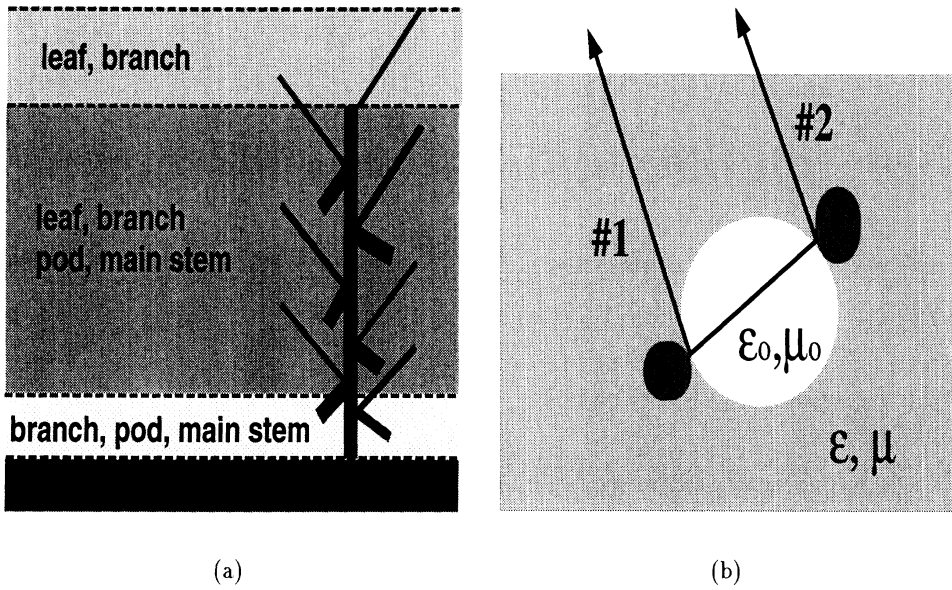 leaf, branch
leaf, branch
pod, main stem
branch, pod, main stem
(a)
#1
#2
ε₀,μ₀
ε, μ
(b)